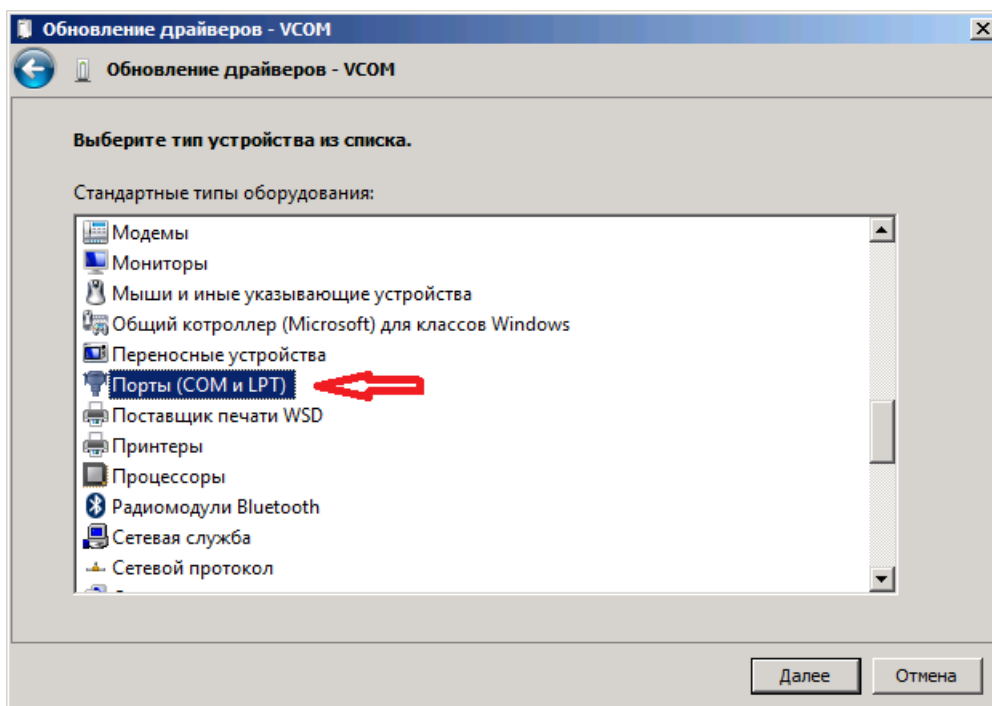 Обновление драйверов - VCOM
Обновление драйверов - VCOM
Выберите тип устройства из списка.
Стандартные типы оборудования:
Модемы
Мониторы
Мыши и иные указывающие устройства
Общий котроллер (Microsoft) для классов Windows
Переносные устройства
Порты (COM и LPT)
Поставщик печати WSD
Принтеры
Процессоры
Радиомодули Bluetooth
Сетевая служба
Сетевой протокол
Далее
Отмена